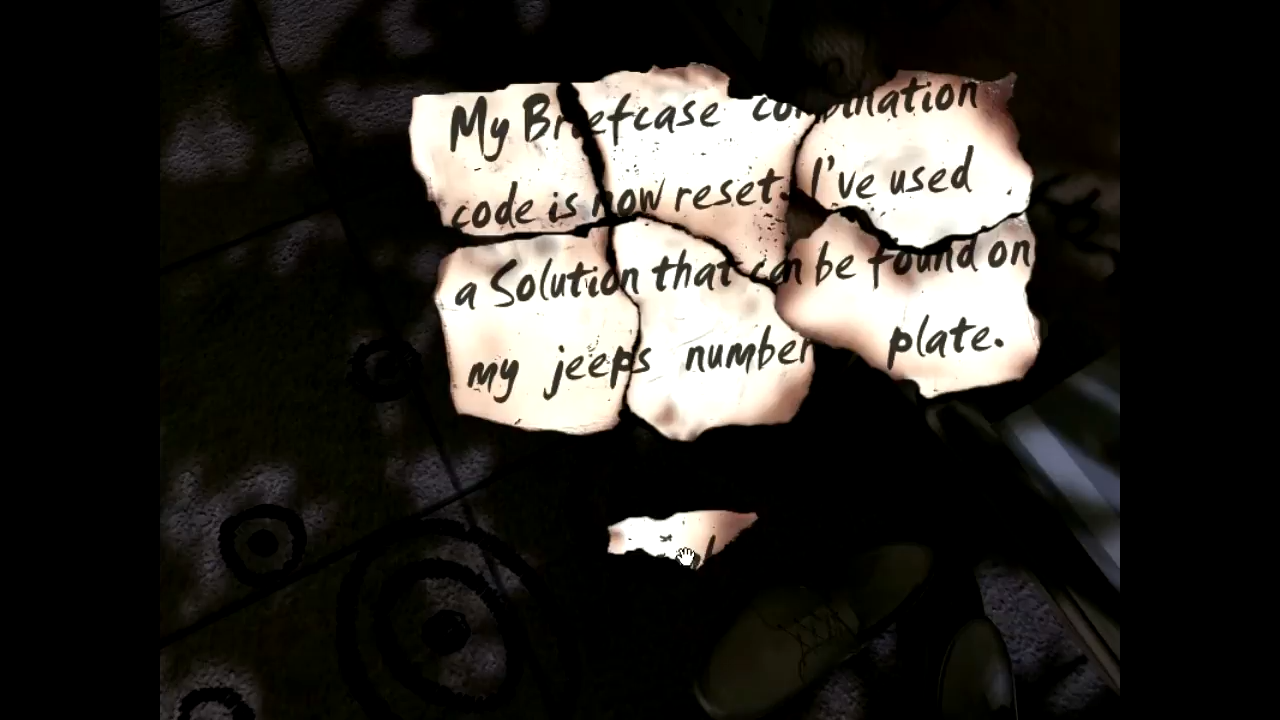 My Briefcase combination
code is now reset. I've used
a Solution that can be found on
my jeeps number plate.